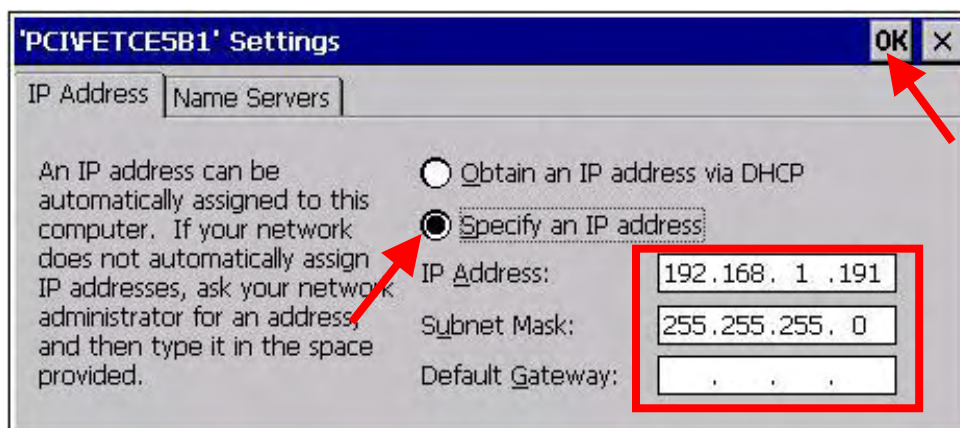 'PCI\FETCE5B1' Settings
OK ×
IP Address Name Servers
An IP address can be
automatically assigned to this
computer. If your network
does not automatically assign
IP addresses, ask your network
administrator for an address,
and then type it in the space
provided.
Obtain an IP address via DHCP
Specify an IP address
IP Address: 192.168. 1 .191
Subnet Mask: 255.255.255. 0
Default Gateway: . . .